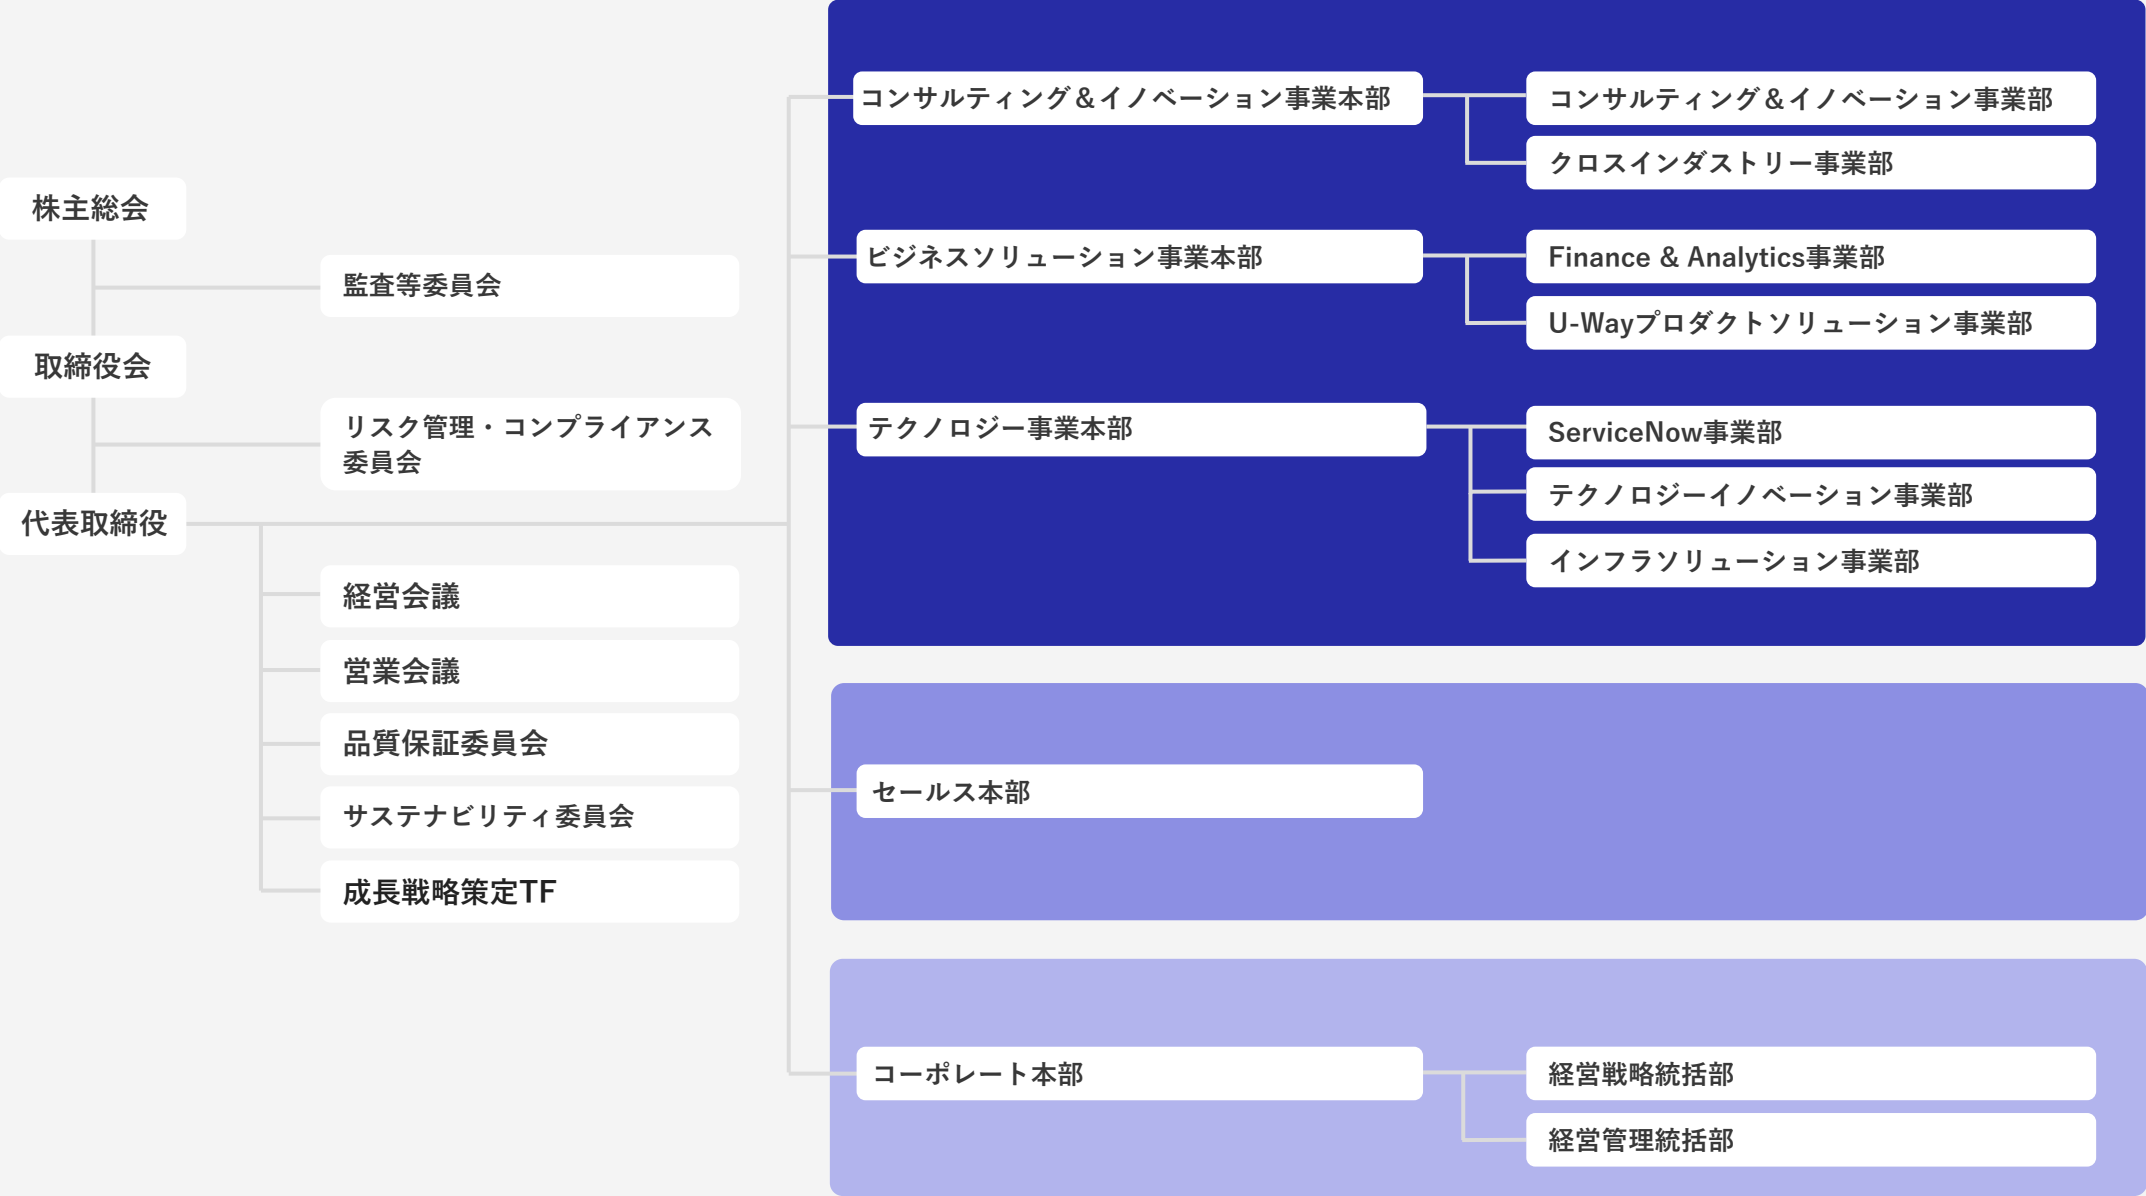 株主総会
監査等委員会
取締役会
リスク管理・コンプライアンス
委員会
代表取締役
経営会議
営業会議
品質保証委員会
サステナビリティ委員会
成長戦略策定TF
コンサルティング＆イノベーション事業本部
コンサルティング＆イノベーション事業部
クロスインダストリー事業部
ビジネスソリューション事業本部
Finance & Analytics事業部
U-Wayプロダクトソリューション事業部
テクノロジー事業本部
ServiceNow事業部
テクノロジーイノベーション事業部
インフラソリューション事業部
セールス本部
コーポレート本部
経営戦略統括部
経営管理統括部